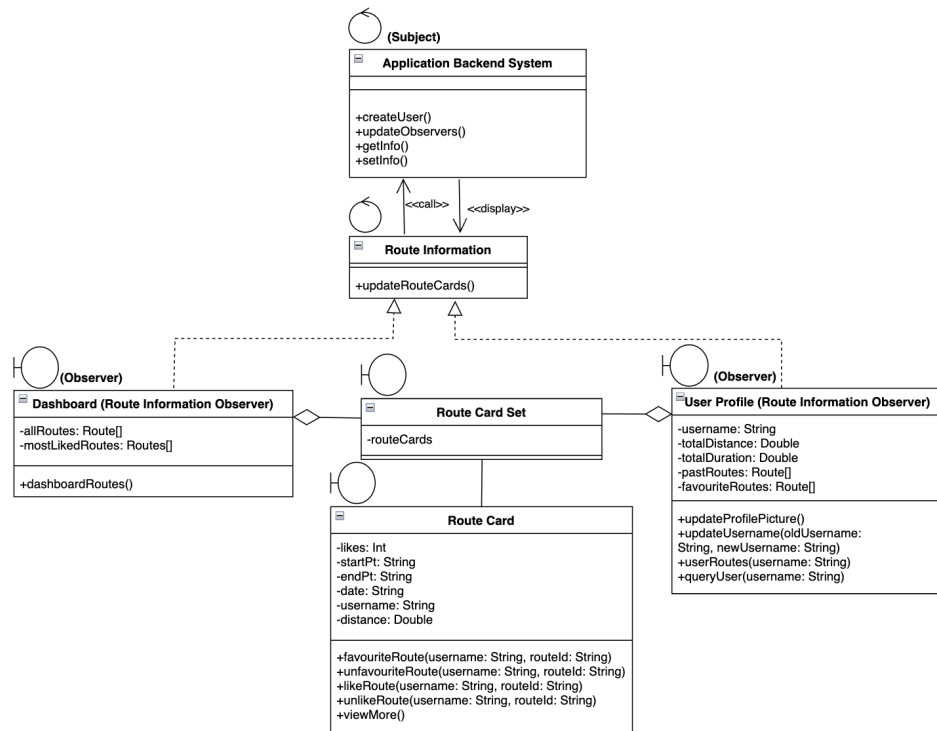 (Subject)
Application Backend System
+createUser()
+updateObservers()
+getInfo()
+setInfo()
<<call>>
<<display>>
Route Information
+updateRouteCards()
(Observer)
Dashboard (Route Information Observer)
-allRoutes: Route[]
-mostLikedRoutes: Routes[]
+dashboardRoutes()
Route Card Set
-routeCards
(Observer)
User Profile (Route Information Observer)
-username: String
-totalDistance: Double
-totalDuration: Double
-pastRoutes: Route[]
-favouriteRoutes: Route[]
+updateProfilePicture()
+updateUsername(oldUsername:
String, newUsername: String)
+userRoutes(username: String)
+queryUser(username: String)
Route Card
-likes: Int
-startPt: String
-endPt: String
-date: String
-username: String
-distance: Double
+favouriteRoute(username: String, routeId: String)
+unfavouriteRoute(username: String, routeId: String)
+likeRoute(username: String, routeId: String)
+unlikeRoute(username: String, routeId: String)
+viewMore()